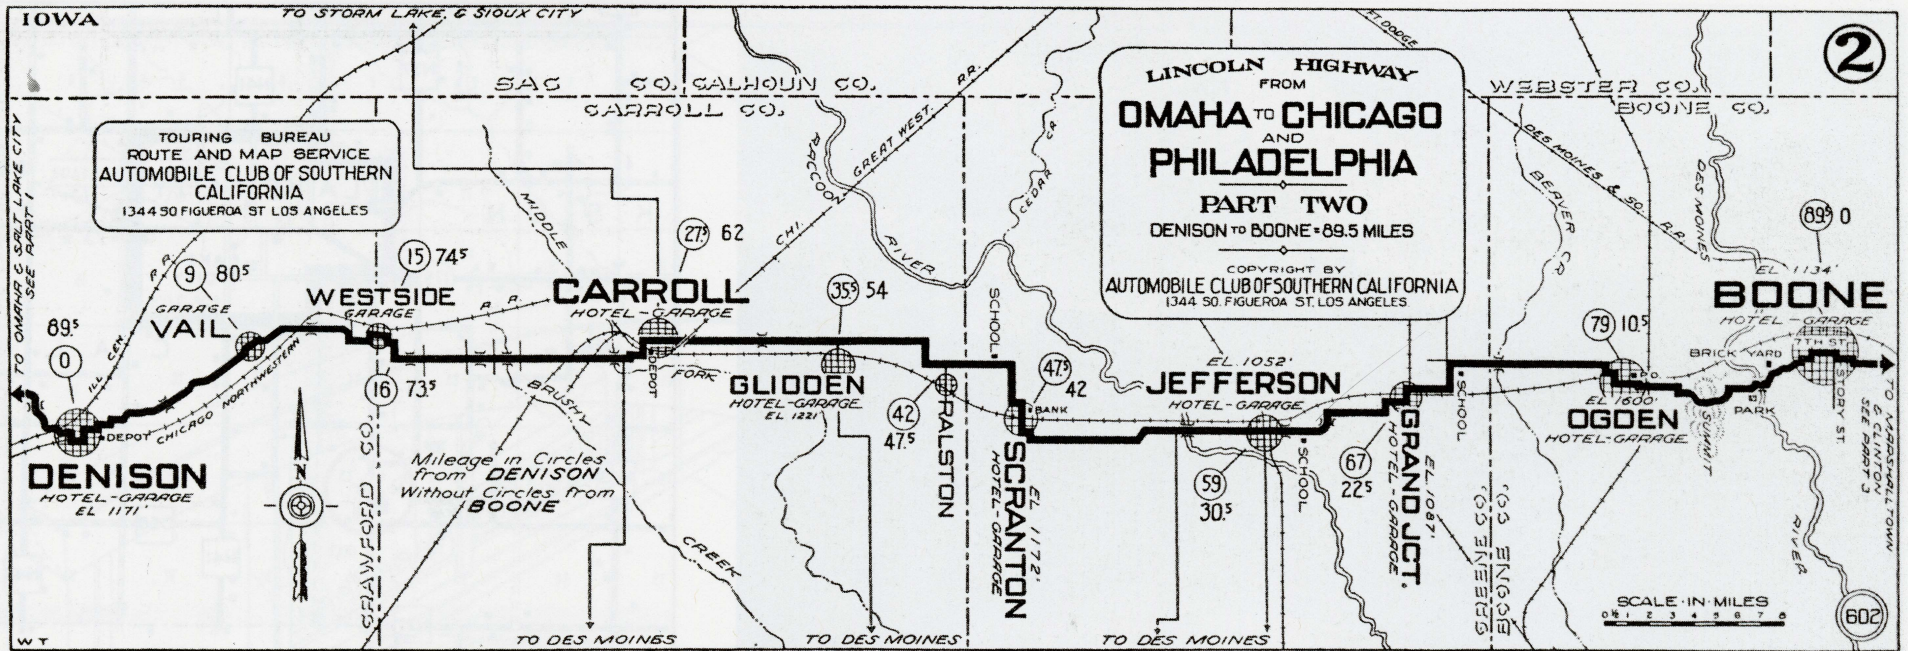 IOWA
TO STORM LAKE, & SIOUX CITY
2
SAC CO.
CALHOUN CO.
CARROLL CO.
WEBSTER CO.
BOONE CO.
FT. DODGE
LINCOLN HIGHWAY
FROM
OMAHA TO CHICAGO
AND
PHILADELPHIA
PART TWO
DENISON TO BOONE = 89.5 MILES
COPYRIGHT BY
AUTOMOBILE CLUB OF SOUTHERN CALIFORNIA
1344 SO. FIGUEROA ST. LOS ANGELES.
TOURING BUREAU
ROUTE AND MAP SERVICE
AUTOMOBILE CLUB OF SOUTHERN
CALIFORNIA
1344 SO FIGUEROA ST LOS ANGELES
TO OMAHA & SALT LAKE CITY
SEE PART 1
89.5
0
DENISON
HOTEL-GARAGE
EL 1171'
DEPOT
ILL CEN.
R.R.
CHICAGO NORTHWESTERN
R.R.
9 80.5
GARAGE
VAIL
15 74.5
WESTSIDE
GARAGE
16 73.5
CRAWFORD CO.
MIDDLE
BRUSHY
FORK
CREEK
27.5 62
CARROLL
HOTEL-GARAGE
DEPOT
CHI. GREAT WEST. R.R.
RACCOON
RIVER
CEDAR CR
35.5 54
GLIDDEN
HOTEL-GARAGE
EL 1221
42
47.5
RALSTON
SCHOOL
47.5
42
BANK
SCRANTON
HOTEL-GARAGE
EL 1172'
EL 1052'
JEFFERSON
HOTEL-GARAGE
59
30.5
SCHOOL
67
22.5
GRAND JCT.
HOTEL-GARAGE
EL 1087'
SCHOOL
GREENE CO.
BOONE CO.
BEAVER CR
DES MOINES & SO. R.R.
DES MOINES
RIVER
79 10.5
P.O.
EL 1600'
OGDEN
HOTEL-GARAGE
SUMMIT
BRICK YARD
PARK
89.5 0
EL 1134'
BOONE
HOTEL-GARAGE
7TH ST.
STORY ST.
TO MARSHALLTOWN
& CLINTON
SEE PART 3
Mileage in Circles
from DENISON
Without Circles from
BOONE
N
TO DES MOINES
TO DES MOINES
TO DES MOINES
SCALE IN MILES
0 ½ 1 2 3 4 5 6 7 8
602
WT